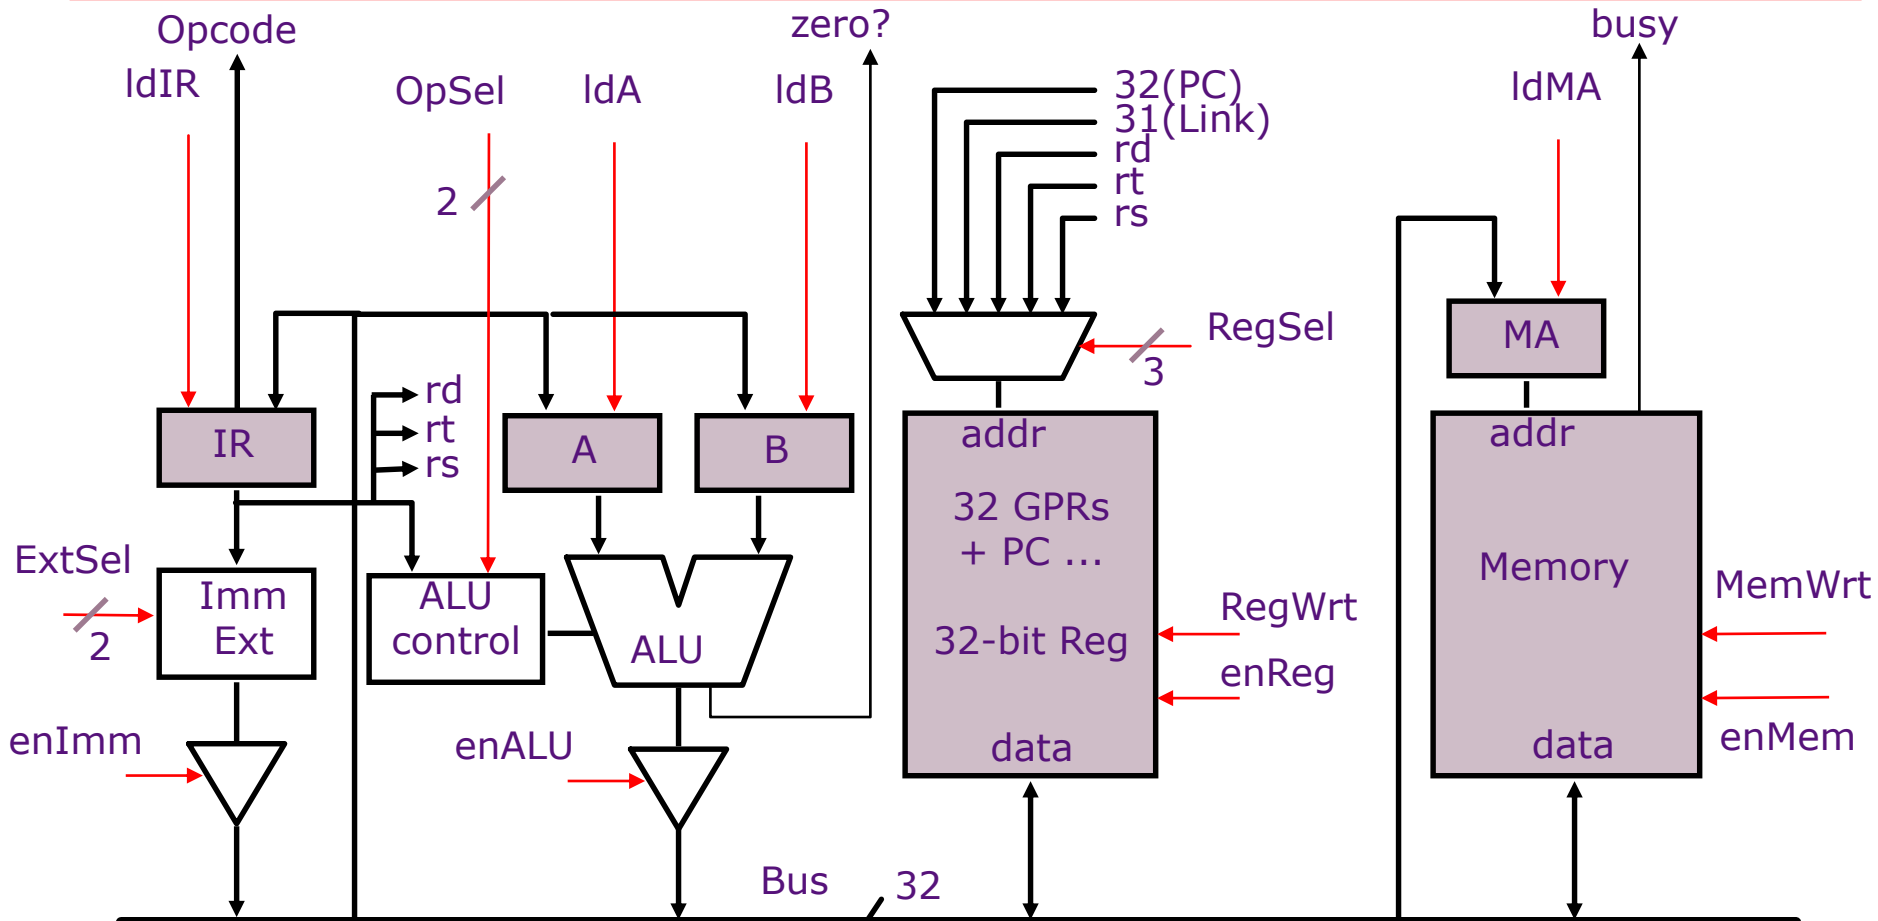 Opcode
zero?
busy
ldIR
OpSel
ldA
ldB
32(PC)
31(Link)
rd
rt
rs
ldMA
2
RegSel
3
MA
rd
rt
rs
IR
A
B
addr
addr
32 GPRs
+ PC ...
32-bit Reg
data
Memory
data
ExtSel
2
Imm
Ext
ALU
control
ALU
RegWrt
enReg
MemWrt
enMem
enImm
enALU
Bus
32